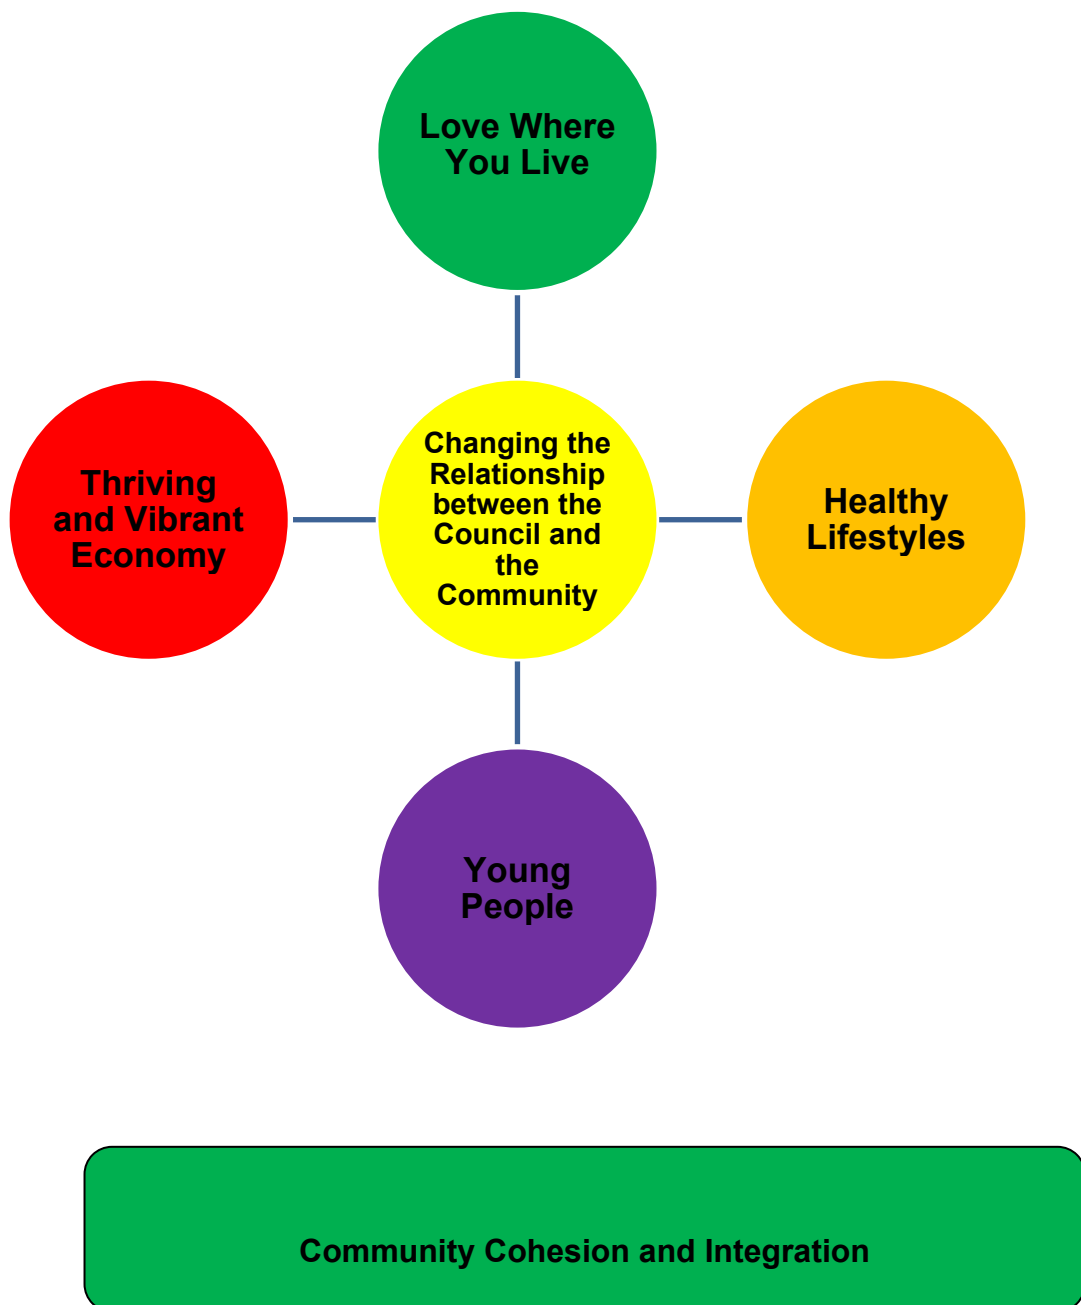 Love Where
You Live
Thriving
and Vibrant
Economy
Changing the
Relationship
between the
Council and
the
Community
Healthy
Lifestyles
Young
People
Community Cohesion and Integration